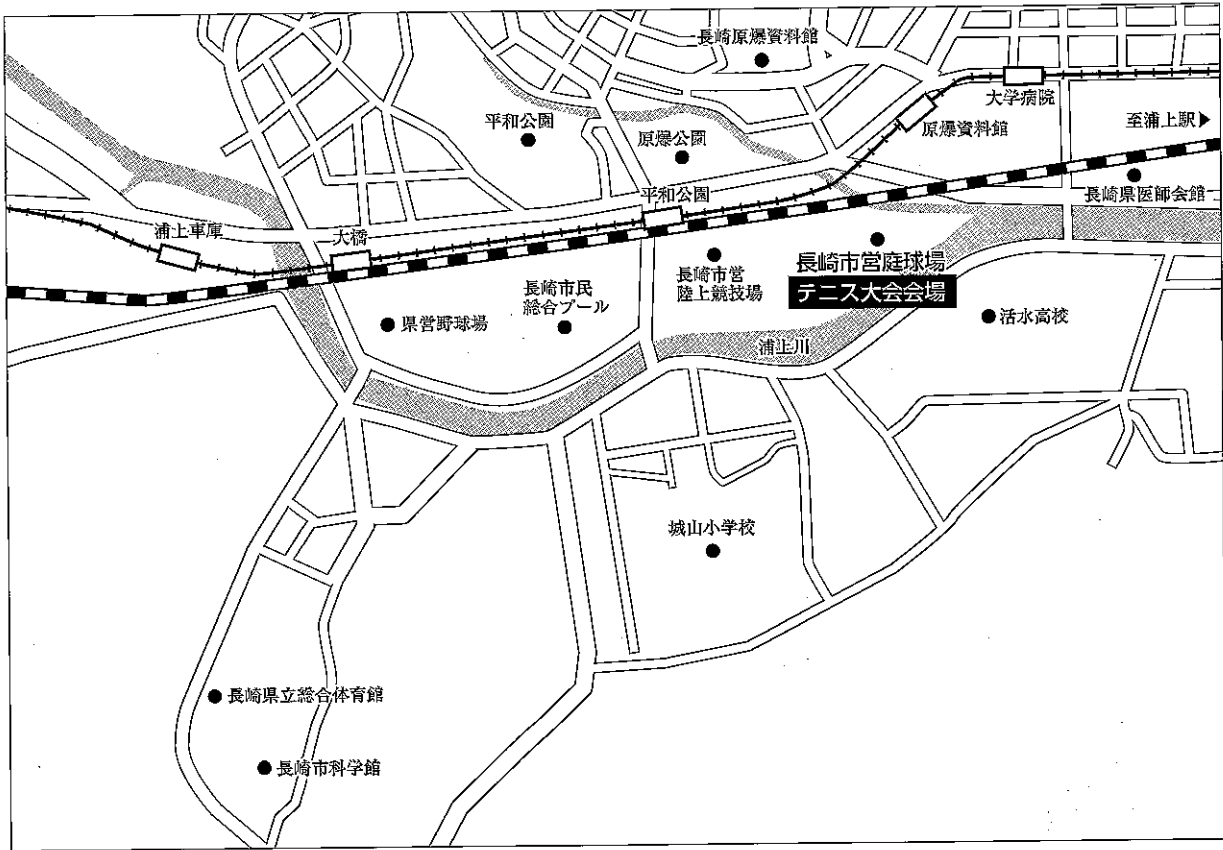 長崎原爆資料館
大学病院
平和公園
原爆公園
原爆資料館
至浦上駅▶
長崎県医師会館
平和公園
浦上車庫
大橋
長崎市営庭球場
テニス大会会場
長崎市営
陸上競技場
長崎市民
総合プール
県営野球場
活水高校
浦上川
城山小学校
長崎県立総合体育館
長崎市科学館